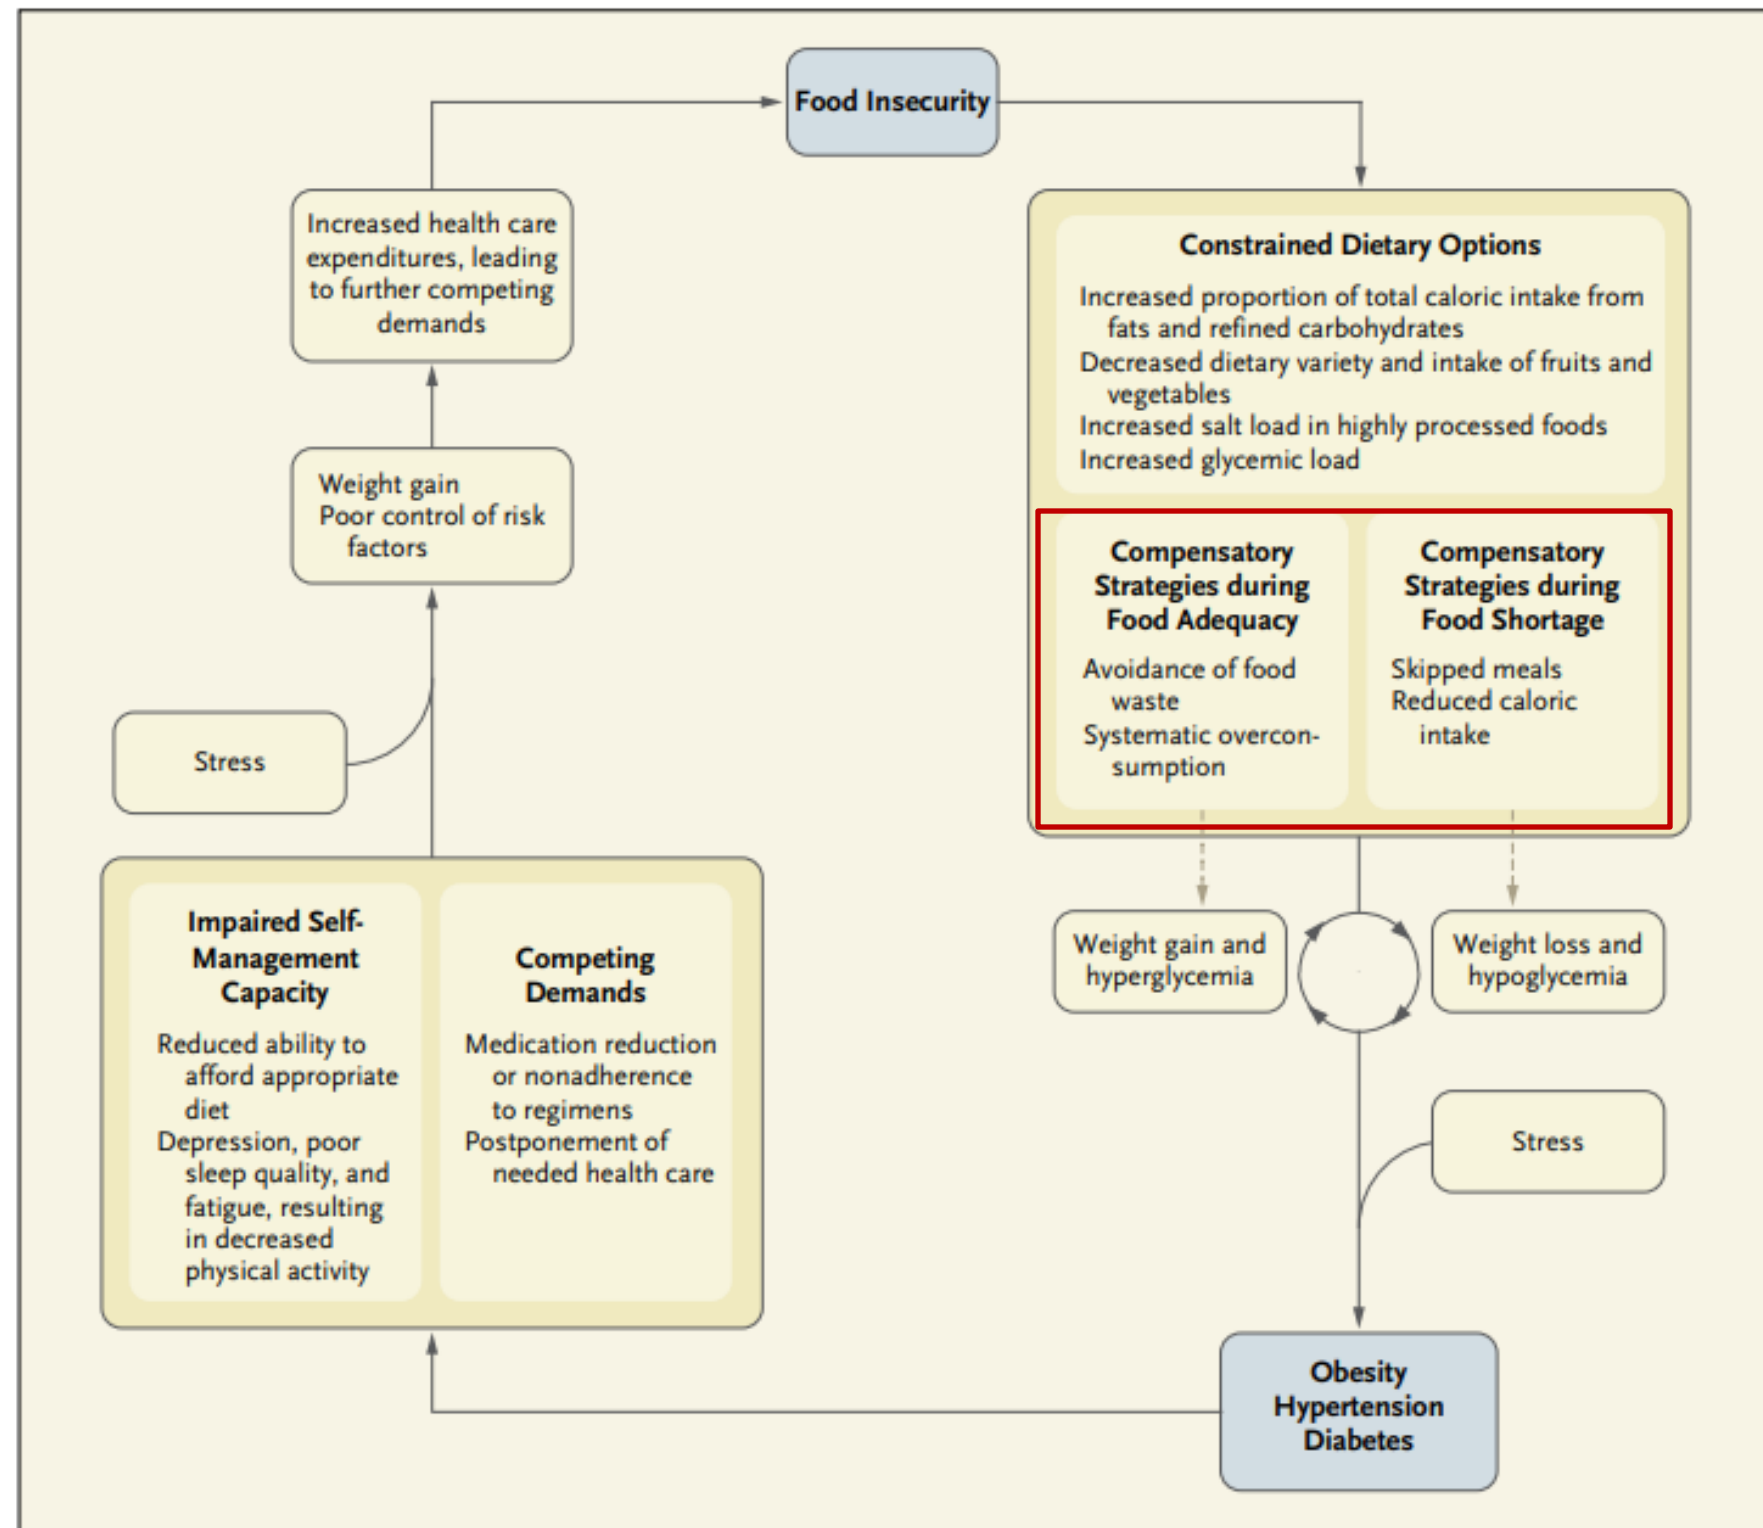 Food Insecurity
Increased health care
expenditures, leading
to further competing
demands
Constrained Dietary Options
Increased proportion of total caloric intake from
fats and refined carbohydrates
Decreased dietary variety and intake of fruits and
vegetables
Increased salt load in highly processed foods
Increased glycemic load
Weight gain
Poor control of risk
factors
Compensatory
Strategies during
Food Adequacy
Avoidance of food
waste
Systematic overcon-
sumption
Compensatory
Strategies during
Food Shortage
Skipped meals
Reduced caloric
intake
Stress
Impaired Self-
Management
Capacity
Reduced ability to
afford appropriate
diet
Depression, poor
sleep quality, and
fatigue, resulting
in decreased
physical activity
Competing
Demands
Medication reduction
or nonadherence
to regimens
Postponement of
needed health care
Weight gain and
hyperglycemia
Weight loss and
hypoglycemia
Stress
Obesity
Hypertension
Diabetes